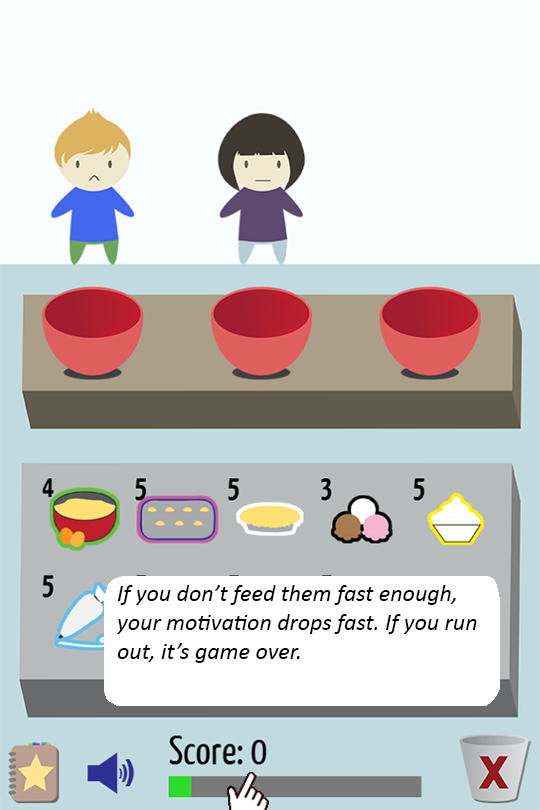 4
5
5
3
5
5
If you don't feed them fast enough,
your motivation drops fast. If you run
out, it's game over.
Score: 0
X